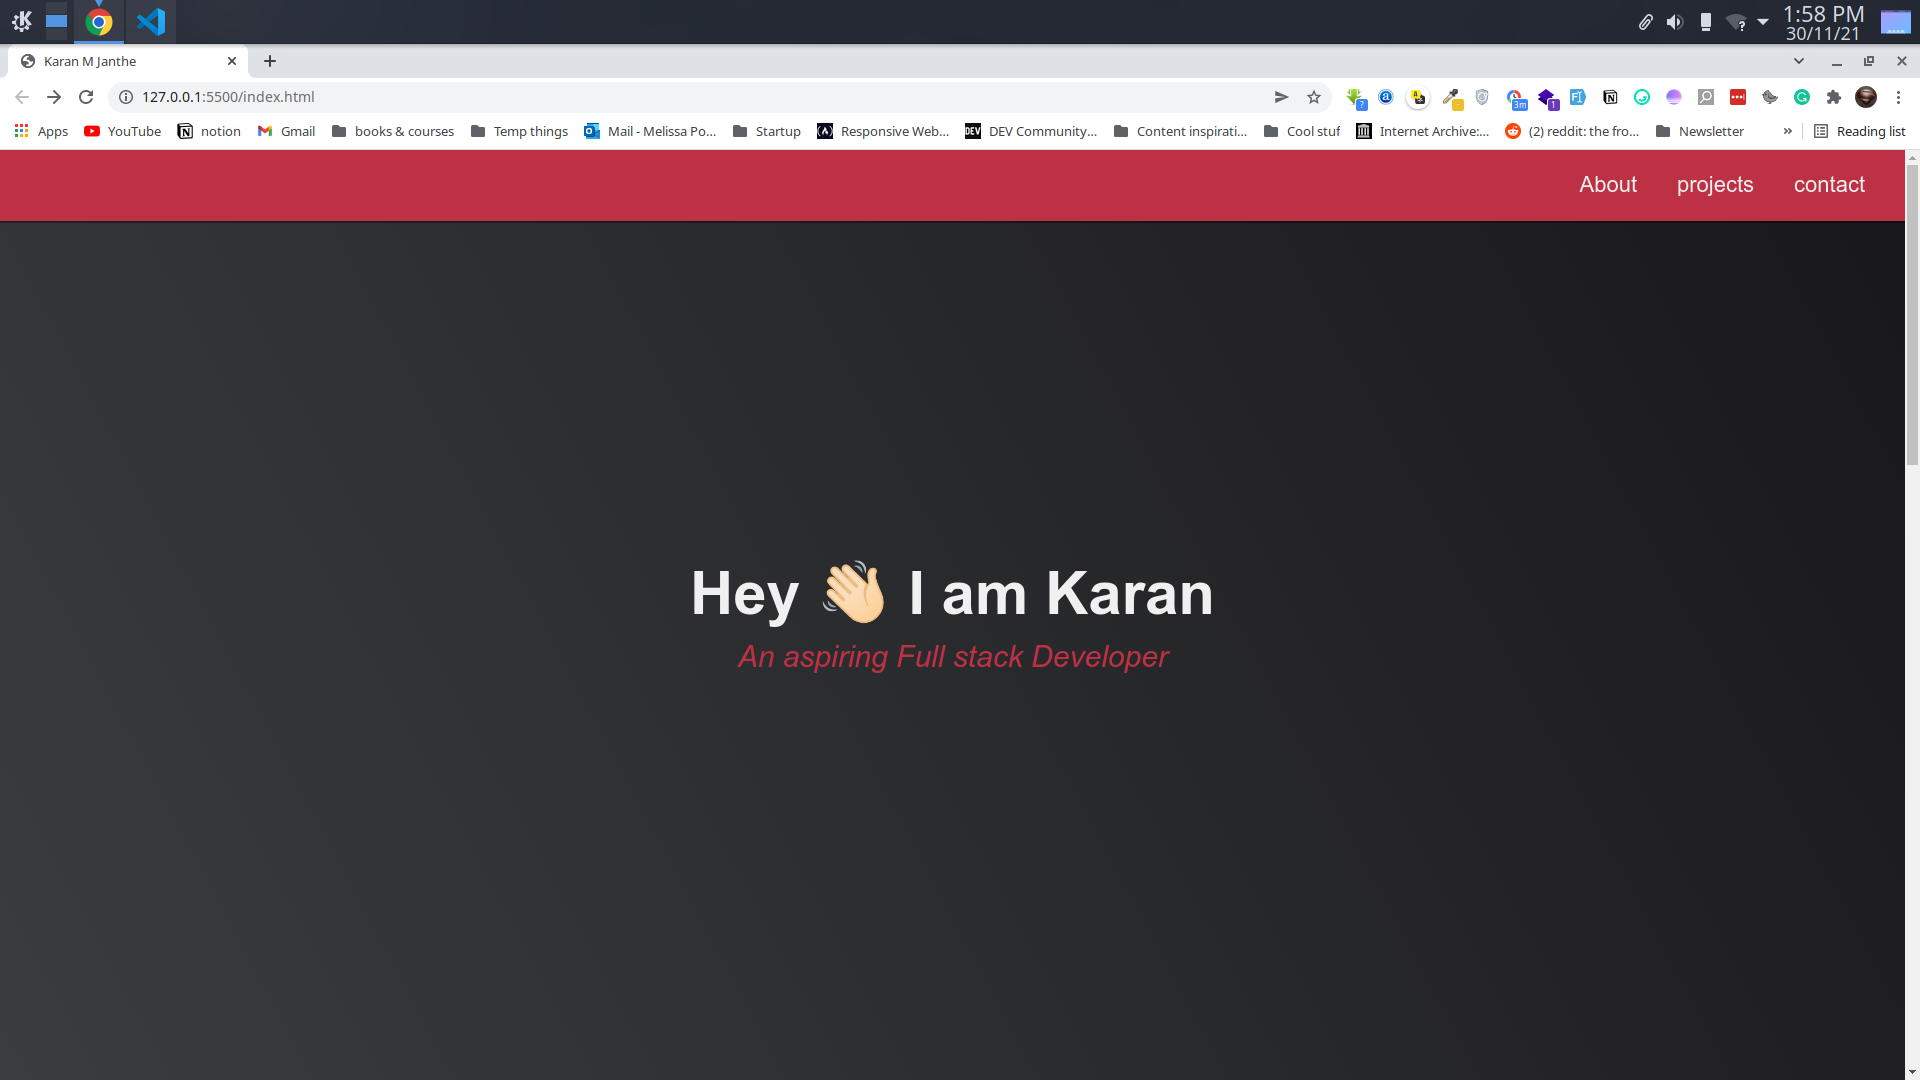 1:58 PM
30/11/21
Karan M Janthe
127.0.0.1:5500/index.html
? 3m 1
Apps YouTube notion Gmail books & courses Temp things Mail - Melissa Po... Startup Responsive Web... DEV Community... Content inspirati... Cool stuf Internet Archive:... (2) reddit: the fro... Newsletter » Reading list
About projects contact
Hey 👋🏻 I am Karan
An aspiring Full stack Developer